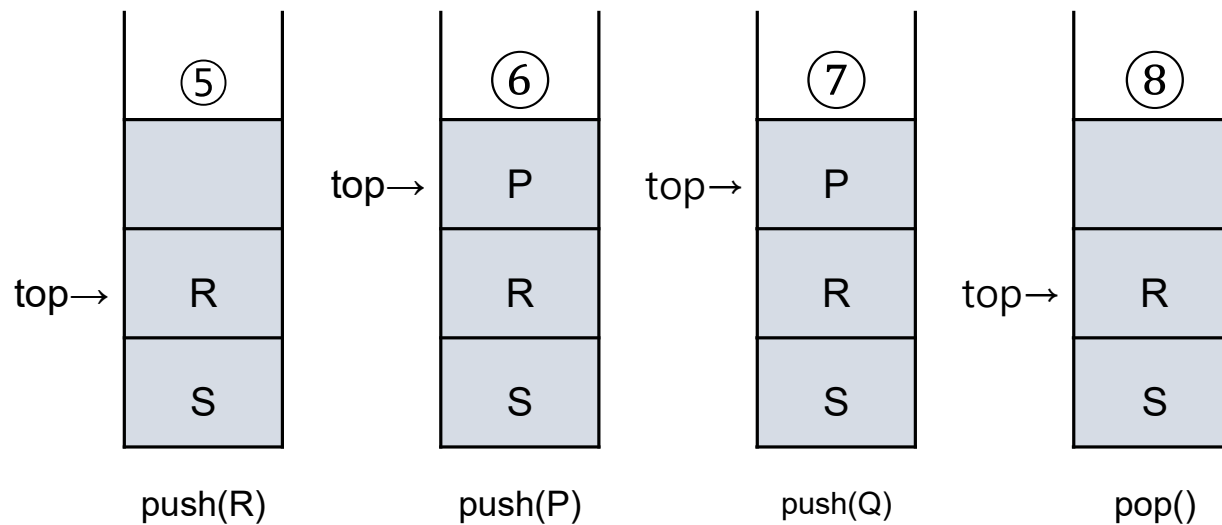 ⑤ ⑥ ⑦ ⑧
top→ P top→ P
top→ R R R top→ R
S S S S
push(R) push(P) push(Q) pop()